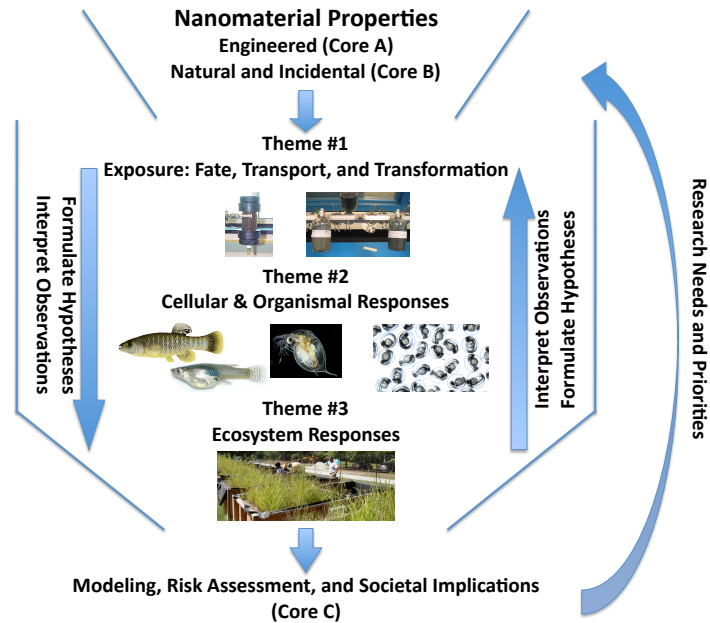 Nanomaterial Properties
Engineered (Core A)
Natural and Incidental (Core B)
Theme #1
Exposure: Fate, Transport, and Transformation
Formulate Hypotheses
Interpret Observations
Theme #2
Cellular & Organismal Responses
Interpret Observations
Formulate Hypotheses
Research Needs and Priorities
Theme #3
Ecosystem Responses
Modeling, Risk Assessment, and Societal Implications
(Core C)